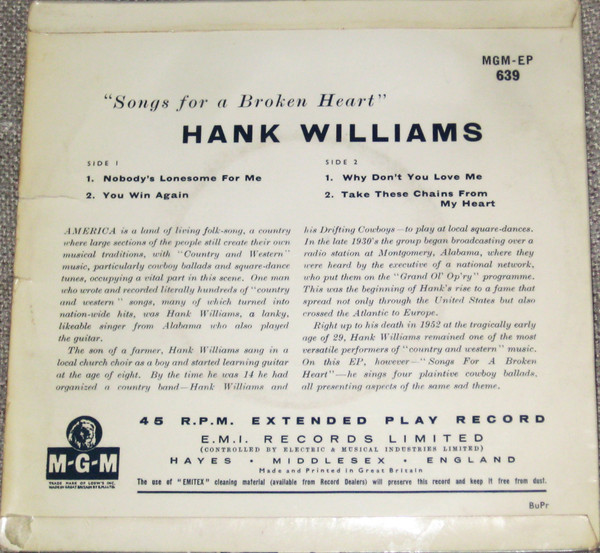 MGM-EP
639
"Songs for a Broken Heart"
HANK WILLIAMS
SIDE 1
1. Nobody's Lonesome For Me
2. You Win Again
SIDE 2
1. Why Don't You Love Me
2. Take These Chains From
My Heart
AMERICA is a land of living folk-song, a country
where large sections of the people still create their own
musical traditions, with "Country and Western"
music, particularly cowboy ballads and square-dance
tunes, occupying a vital part in this scene. One man
who wrote and recorded literally hundreds of "country
and western" songs, many of which turned into
nation-wide hits, was Hank Williams, a lanky,
likeable singer from Alabama who also played
the guitar.
The son of a farmer, Hank Williams sang in a
local church choir as a boy and started learning guitar
at the age of eight. By the time he was 14 he had
organized a country band—Hank Williams and
his Drifting Cowboys—to play at local square-dances.
In the late 1930's the group began broadcasting over a
radio station at Montgomery, Alabama, where they
were heard by the executive of a national network,
who put them on the "Grand Ol' Op'ry" programme.
This was the beginning of Hank's rise to a fame that
spread not only through the United States but also
crossed the Atlantic to Europe.
Right up to his death in 1952 at the tragically early
age of 29, Hank Williams remained one of the most
versatile performers of "country and western" music.
On this EP, however—"Songs For A Broken
Heart"—he sings four plaintive cowboy ballads,
all presenting aspects of the same sad theme.
M-G-M
TRADE MARK OF LOEW'S INC.
45 R.P.M. EXTENDED PLAY RECORD
E.M.I. RECORDS LIMITED
(CONTROLLED BY ELECTRIC & MUSICAL INDUSTRIES LIMITED)
HAYES • MIDDLESEX • ENGLAND
Made and Printed in Great Britain
The use of "EMITEX" cleaning material (available from Record Dealers) will preserve this record and keep it free from dust.
BuPr